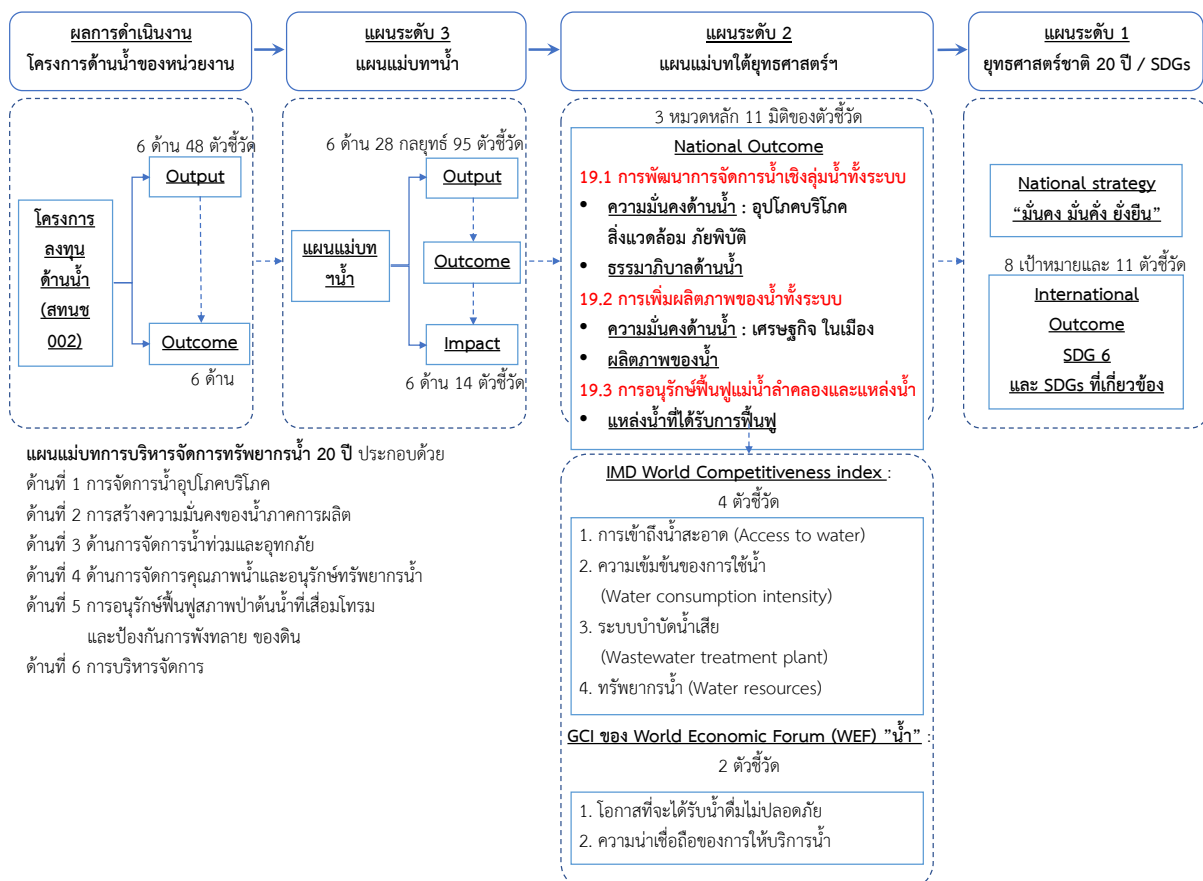 ผลการดำเนินงาน
โครงการด้านน้ำของหน่วยงาน
แผนระดับ 3
แผนแม่บทฯน้ำ
แผนระดับ 2
แผนแม่บทใต้ยุทธศาสตร์ฯ
แผนระดับ 1
ยุทธศาสตร์ชาติ 20 ปี / SDGs
6 ด้าน 48 ตัวชี้วัด
Output
โครงการ
ลงทุน
ด้านน้ำ
(สทนช
002)
Outcome
6 ด้าน
6 ด้าน 28 กลยุทธ์ 95 ตัวชี้วัด
Output
แผนแม่บท
ฯน้ำ
Outcome
Impact
6 ด้าน 14 ตัวชี้วัด
3 หมวดหลัก 11 มิติของตัวชี้วัด
National Outcome
19.1 การพัฒนาการจัดการน้ำเชิงลุ่มน้ำทั้งระบบ
• ความมั่นคงด้านน้ำ : อุปโภคบริโภค
สิ่งแวดล้อม ภัยพิบัติ
• ธรรมาภิบาลด้านน้ำ
19.2 การเพิ่มผลิตภาพของน้ำทั้งระบบ
• ความมั่นคงด้านน้ำ : เศรษฐกิจ ในเมือง
• ผลิตภาพของน้ำ
19.3 การอนุรักษ์ฟื้นฟูแม่น้ำลำคลองและแหล่งน้ำ
• แหล่งน้ำที่ได้รับการฟื้นฟู
National strategy
“มั่นคง มั่นคั่ง ยั่งยืน”
8 เป้าหมายและ 11 ตัวชี้วัด
International
Outcome
SDG 6
และ SDGs ที่เกี่ยวข้อง
แผนแม่บทการบริหารจัดการทรัพยากรน้ำ 20 ปี ประกอบด้วย
ด้านที่ 1 การจัดการน้ำอุปโภคบริโภค
ด้านที่ 2 การสร้างความมั่นคงของน้ำภาคการผลิต
ด้านที่ 3 ด้านการจัดการน้ำท่วมและอุทกภัย
ด้านที่ 4 ด้านการจัดการคุณภาพน้ำและอนุรักษ์ทรัพยากรน้ำ
ด้านที่ 5 การอนุรักษ์ฟื้นฟูสภาพป่าต้นน้ำที่เสื่อมโทรม
และป้องกันการพังทลาย ของดิน
ด้านที่ 6 การบริหารจัดการ
IMD World Competitiveness index :
4 ตัวชี้วัด
1. การเข้าถึงน้ำสะอาด (Access to water)
2. ความเข้มข้นของการใช้น้ำ
(Water consumption intensity)
3. ระบบบำบัดน้ำเสีย
(Wastewater treatment plant)
4. ทรัพยากรน้ำ (Water resources)
GCI ของ World Economic Forum (WEF) ”น้ำ” :
2 ตัวชี้วัด
1. โอกาสที่จะได้รับน้ำดื่มไม่ปลอดภัย
2. ความน่าเชื่อถือของการให้บริการน้ำ